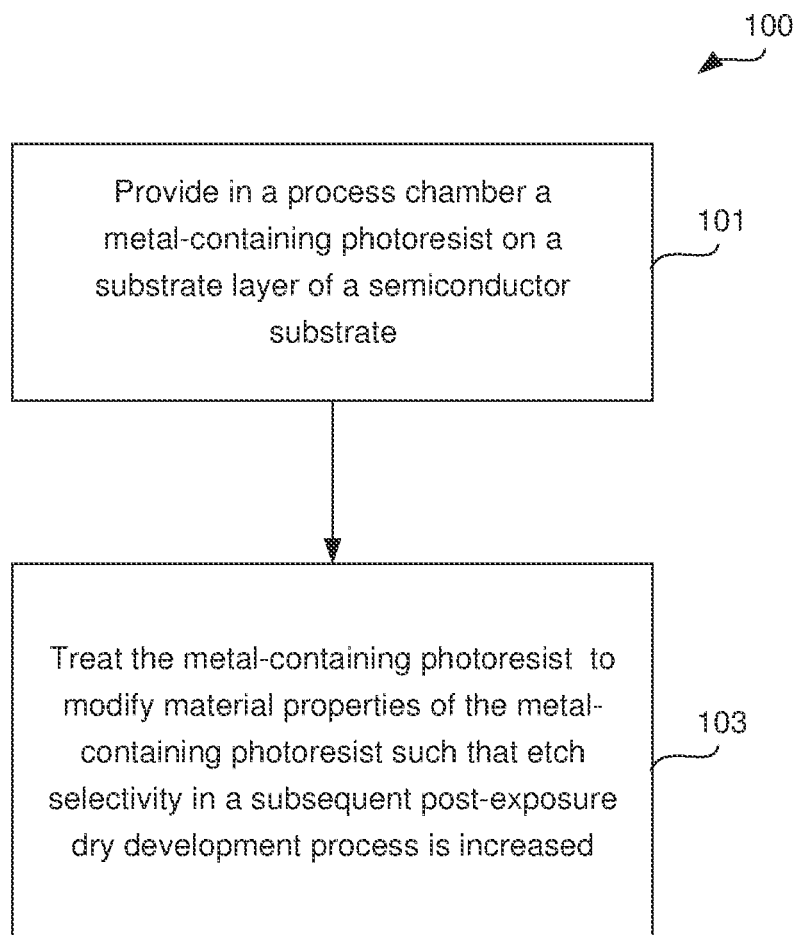 100
Provide in a process chamber a
metal-containing photoresist on a
substrate layer of a semiconductor
substrate
101
Treat the metal-containing photoresist to
modify material properties of the metal-
containing photoresist such that etch
selectivity in a subsequent post-exposure
dry development process is increased
103